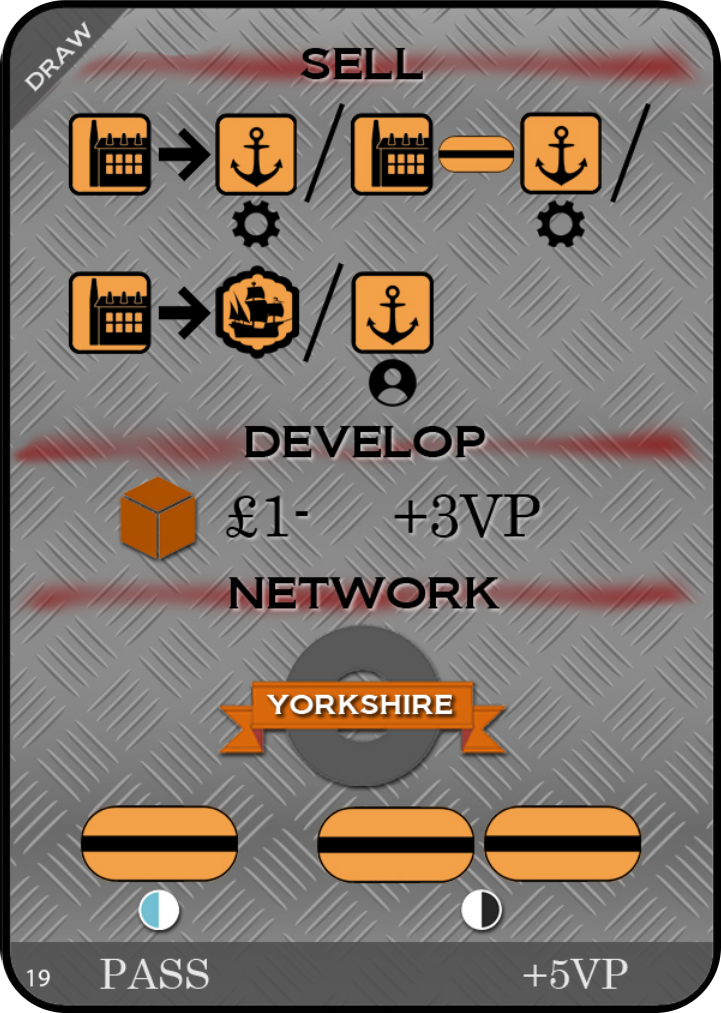 DRAW
SELL
DEVELOP
£1- +3VP
NETWORK
YORKSHIRE
19 PASS +5VP